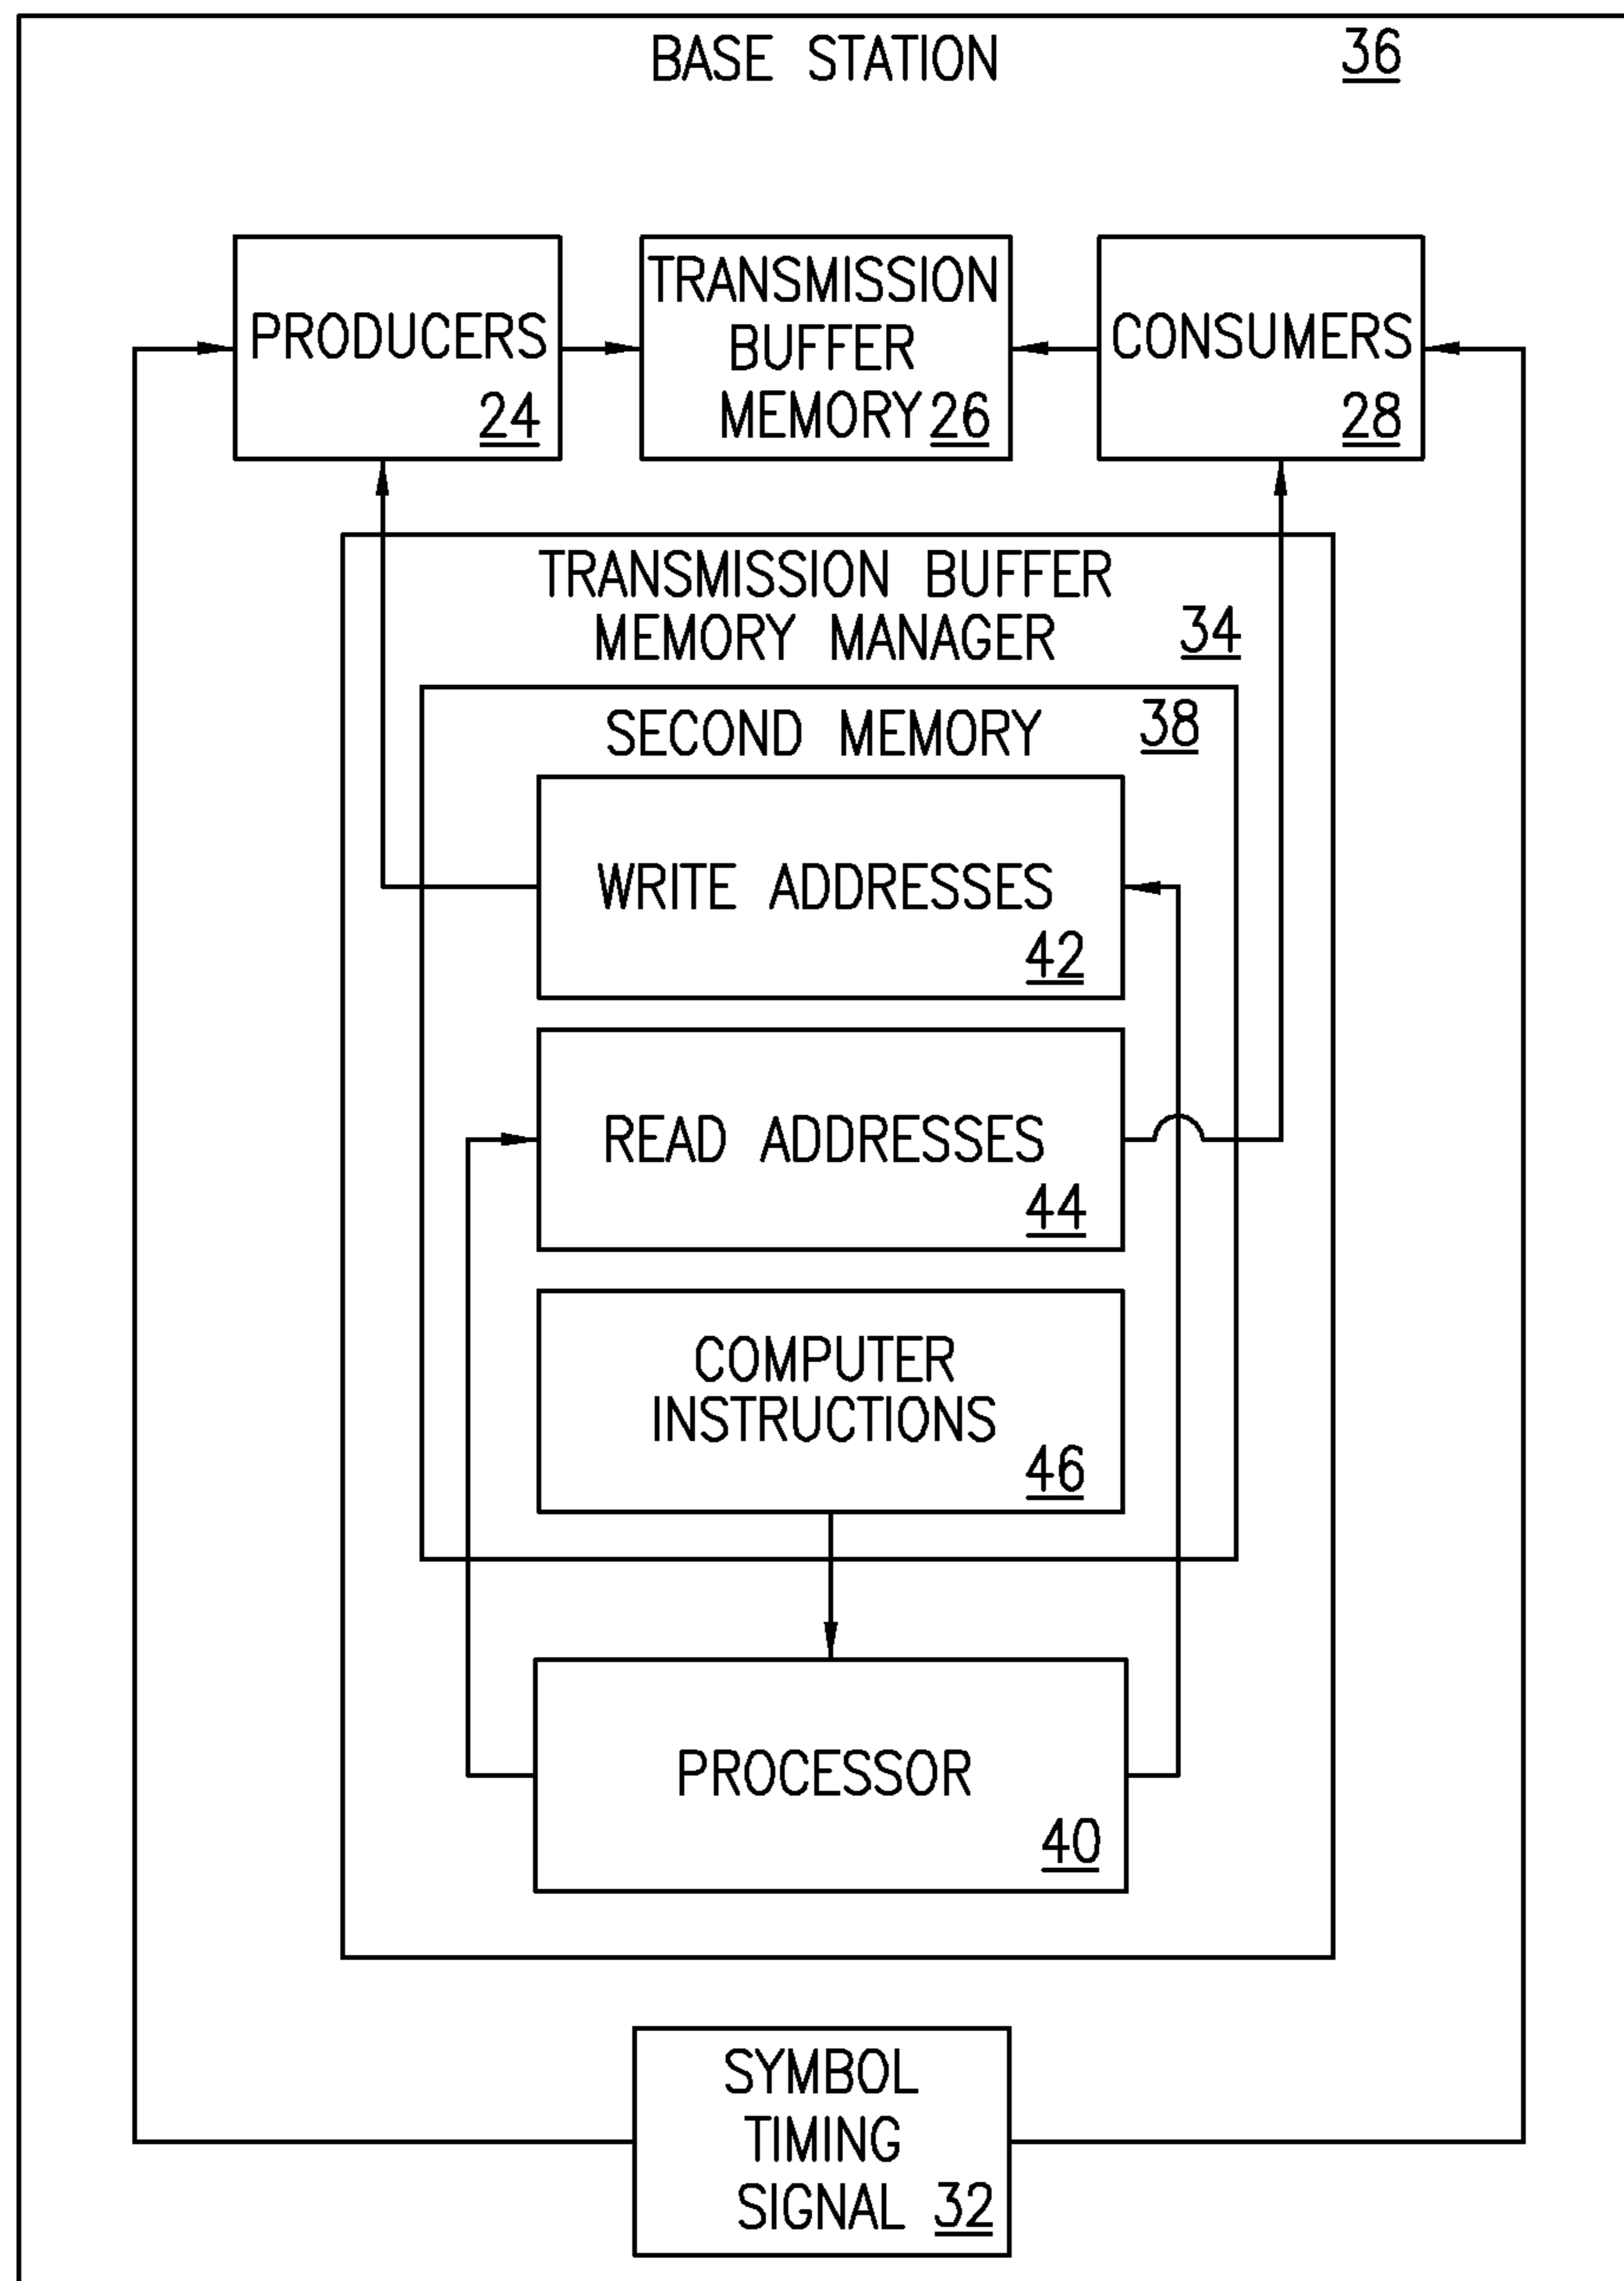 BASE STATION 36
PRODUCERS
24
TRANSMISSION
BUFFER
MEMORY 26
CONSUMERS
28
TRANSMISSION BUFFER
MEMORY MANAGER 34
SECOND MEMORY 38
WRITE ADDRESSES
42
READ ADDRESSES
44
COMPUTER
INSTRUCTIONS
46
PROCESSOR
40
SYMBOL
TIMING
SIGNAL 32